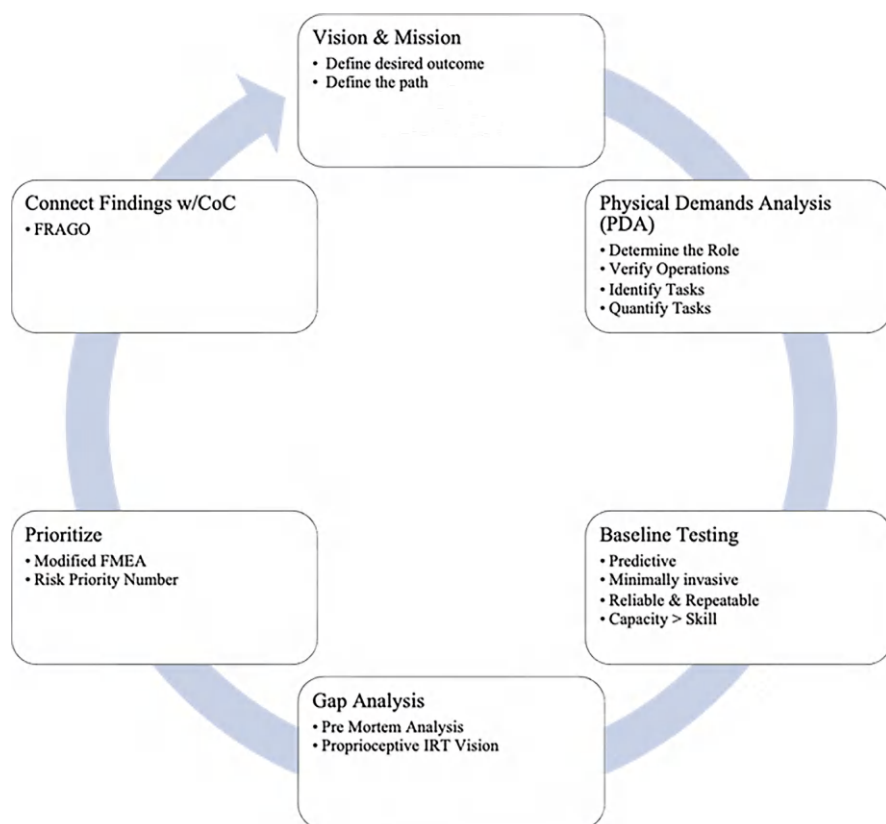 Vision & Mission
• Define desired outcome
• Define the path
Physical Demands Analysis
(PDA)
• Determine the Role
• Verify Operations
• Identify Tasks
• Quantify Tasks
Baseline Testing
• Predictive
• Minimally invasive
• Reliable & Repeatable
• Capacity > Skill
Gap Analysis
• Pre Mortem Analysis
• Proprioceptive IRT Vision
Prioritize
• Modified FMEA
• Risk Priority Number
Connect Findings w/CoC
• FRAGO